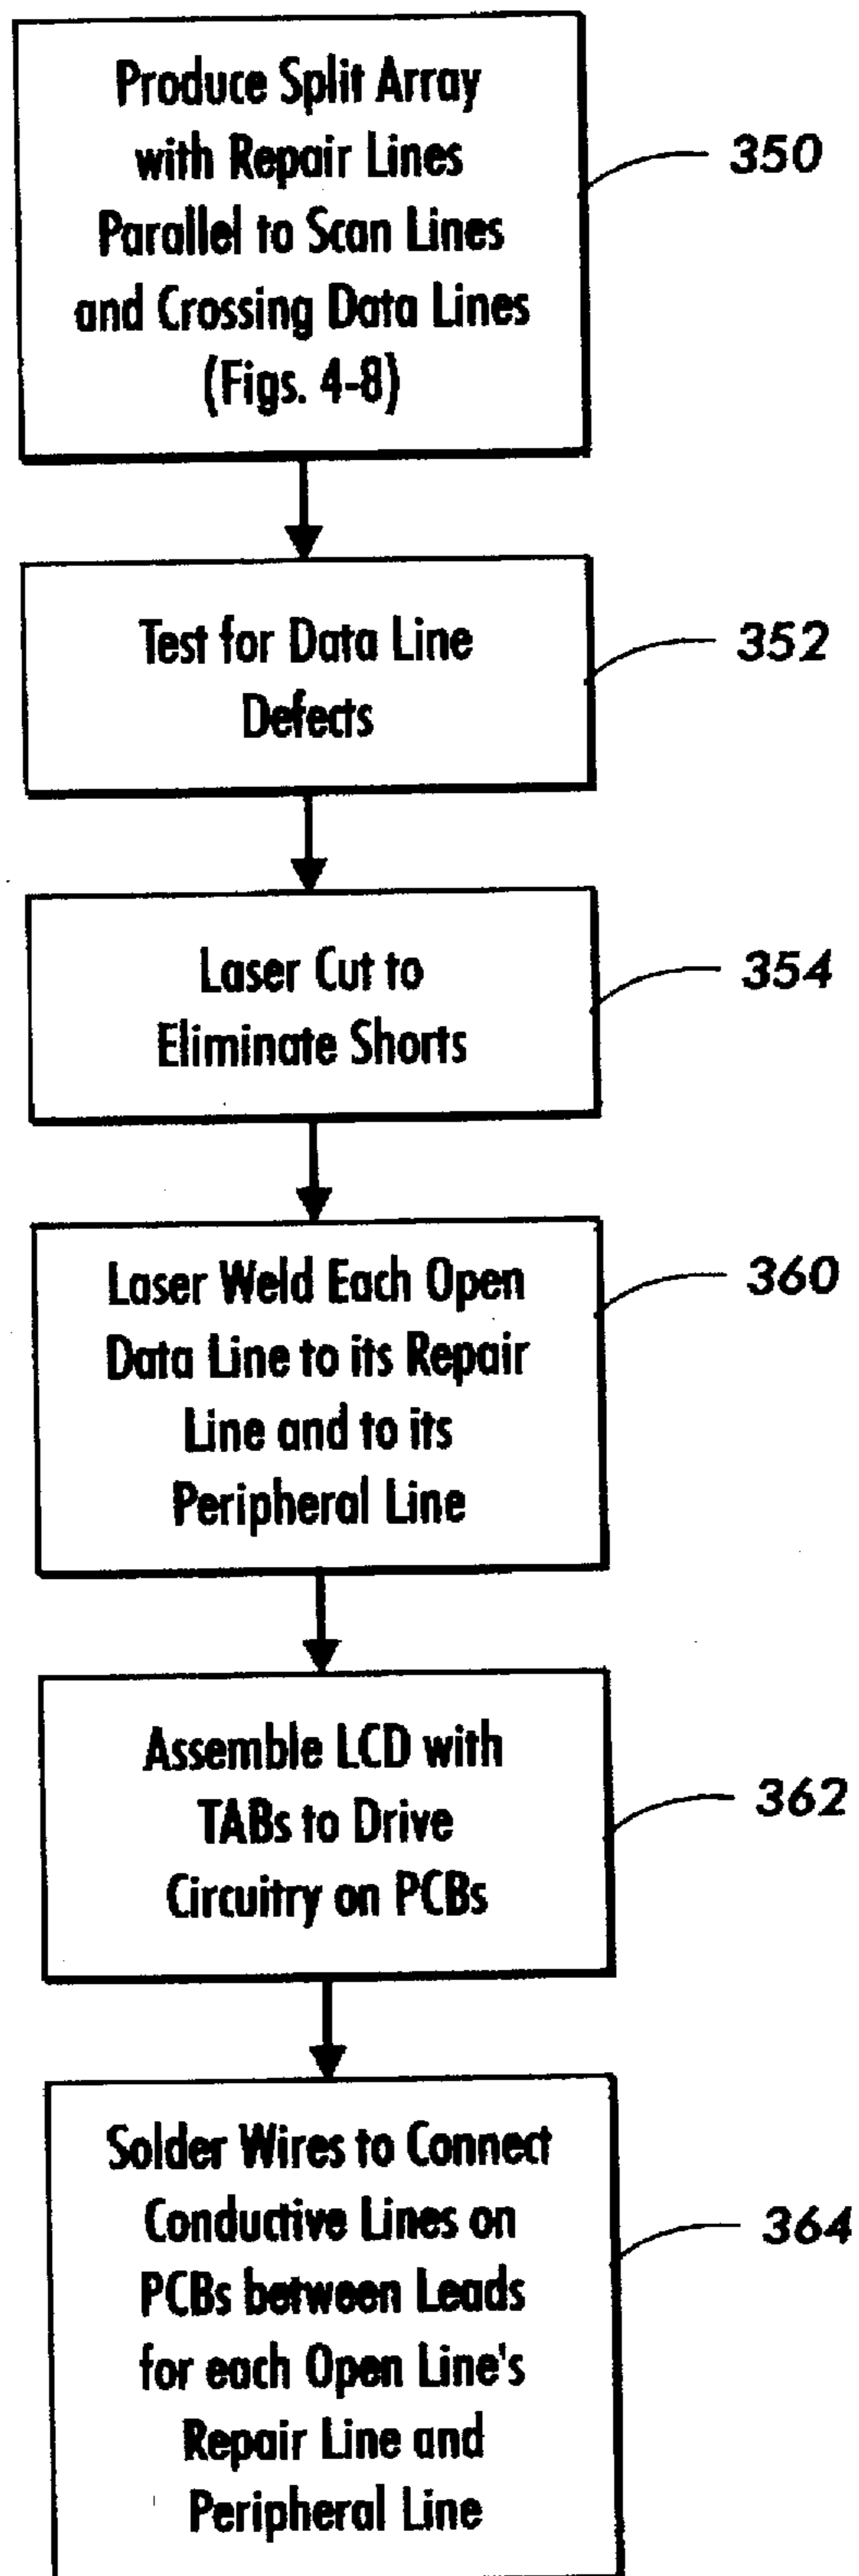 Produce Split Array
with Repair Lines
Parallel to Scan Lines
and Crossing Data Lines
(Figs. 4-8)
350
Test for Data Line
Defects
352
Laser Cut to
Eliminate Shorts
354
Laser Weld Each Open
Data Line to its Repair
Line and to its
Peripheral Line
360
Assemble LCD with
TABs to Drive
Circuitry on PCBs
362
Solder Wires to Connect
Conductive Lines on
PCBs between Leads
for each Open Line's
Repair Line and
Peripheral Line
364